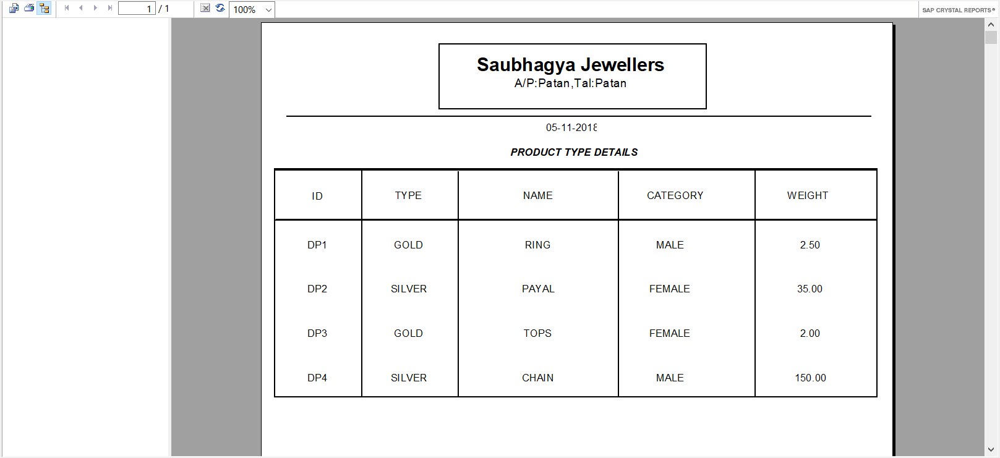 1 / 1 100% SAP CRYSTAL REPORTS®
Saubhagya Jewellers
A/P:Patan,Tal:Patan
05-11-2018
PRODUCT TYPE DETAILS
ID TYPE NAME CATEGORY WEIGHT
DP1 GOLD RING MALE 2.50
DP2 SILVER PAYAL FEMALE 35.00
DP3 GOLD TOPS FEMALE 2.00
DP4 SILVER CHAIN MALE 150.00